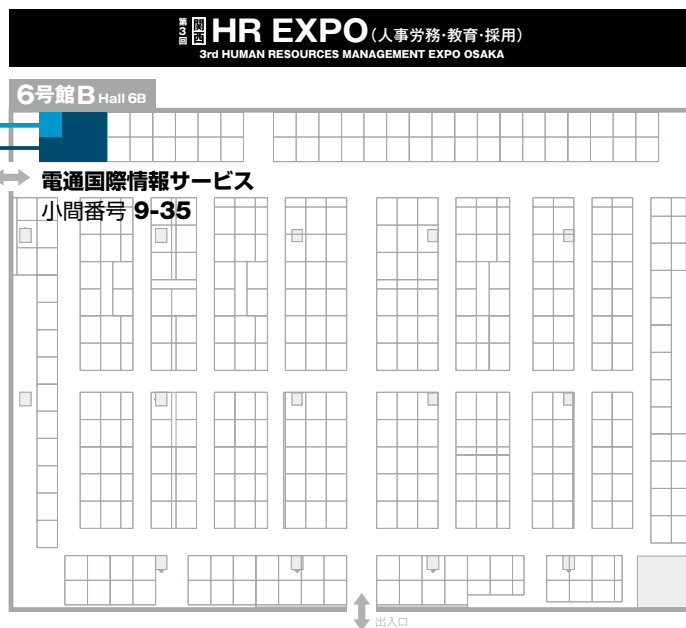 第3回 関西 HR EXPO（人事労務・教育・採用）
3rd HUMAN RESOURCES MANAGEMENT EXPO OSAKA
6号館B Hall 6B
電通国際情報サービス
小間番号 9-35
出入口